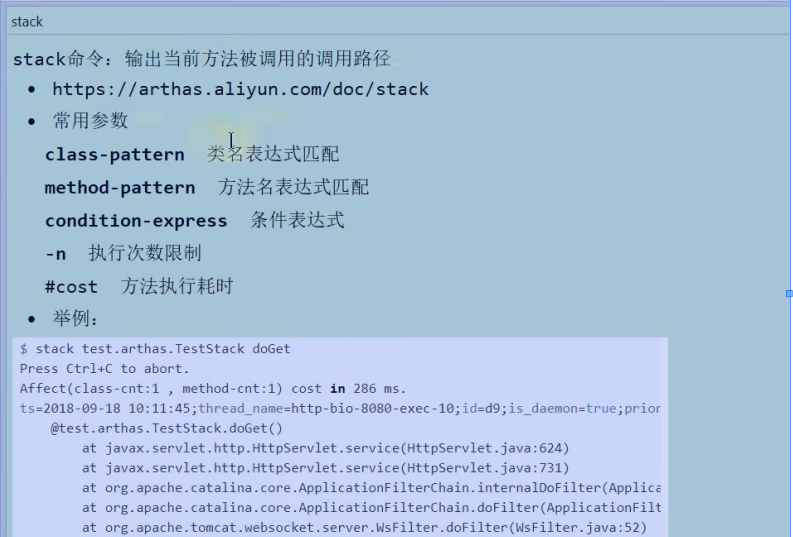 stack
stack命令：输出当前方法被调用的调用路径
• https://arthas.aliyun.com/doc/stack
• 常用参数
class-pattern 类名表达式匹配
method-pattern 方法名表达式匹配
condition-express 条件表达式
-n 执行次数限制
#cost 方法执行耗时
• 举例：
$ stack test.arthas.TestStack doGet
Press Ctrl+C to abort.
Affect(class-cnt:1 , method-cnt:1) cost in 286 ms.
ts=2018-09-18 10:11:45;thread_name=http-bio-8080-exec-10;id=d9;is_daemon=true;prior
@test.arthas.TestStack.doGet()
at javax.servlet.http.HttpServlet.service(HttpServlet.java:624)
at javax.servlet.http.HttpServlet.service(HttpServlet.java:731)
at org.apache.catalina.core.ApplicationFilterChain.internalDoFilter(Applica
at org.apache.catalina.core.ApplicationFilterChain.doFilter(ApplicationFilt
at org.apache.tomcat.websocket.server.WsFilter.doFilter(WsFilter.java:52)